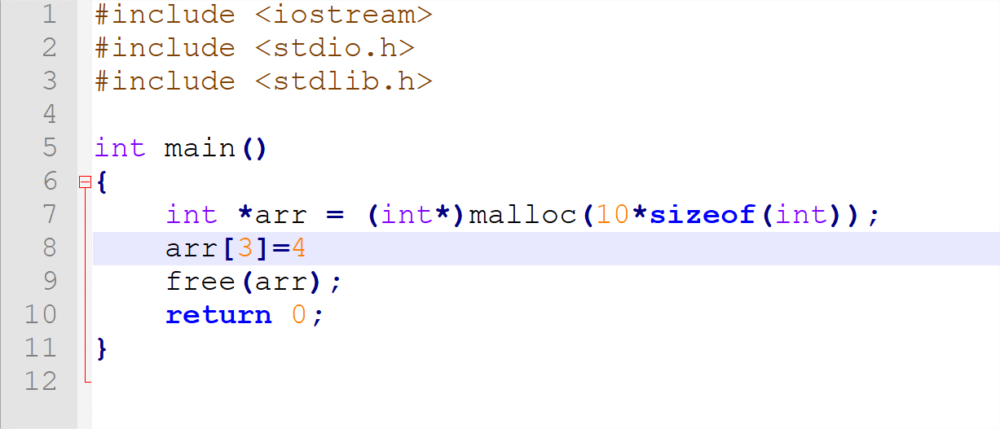 1 #include <iostream>
2 #include <stdio.h>
3 #include <stdlib.h>
4
5 int main()
6 {
7     int *arr = (int*)malloc(10*sizeof(int));
8     arr[3]=4
9     free(arr);
10     return 0;
11 }
12